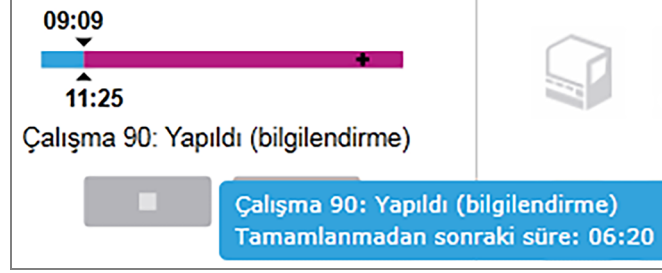 09:09
11:25
Çalışma 90: Yapıldı (bilgilendirme)
Çalışma 90: Yapıldı (bilgilendirme)
Tamamlanmadan sonraki süre: 06:20